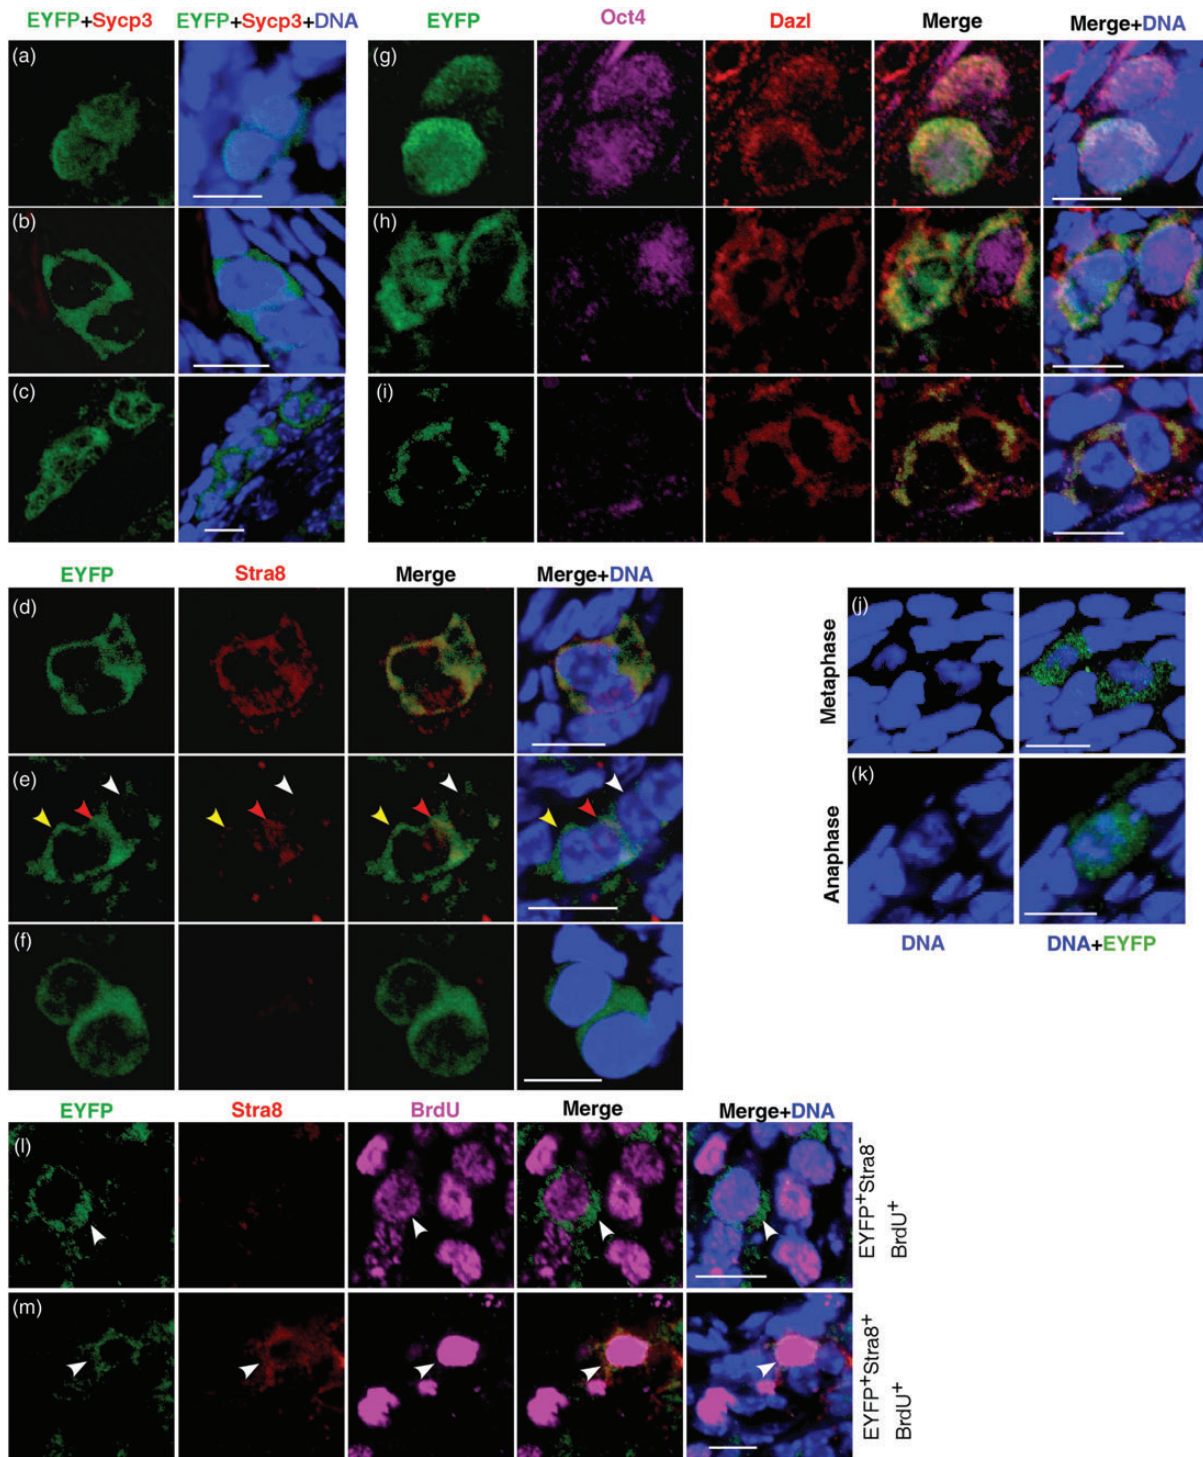 EYFP+Sycp3 EYFP+Sycp3+DNA EYFP Oct4 Dazl Merge Merge+DNA
(a) (g)
(b) (h)
(c) (i)
EYFP Stra8 Merge Merge+DNA
(d) (j) Metaphase
(e) (k) Anaphase
DNA DNA+EYFP
(f)
EYFP Stra8 BrdU Merge Merge+DNA
(l) EYFP⁺Stra8⁻
BrdU⁺
(m) EYFP⁺Stra8⁺
BrdU⁺